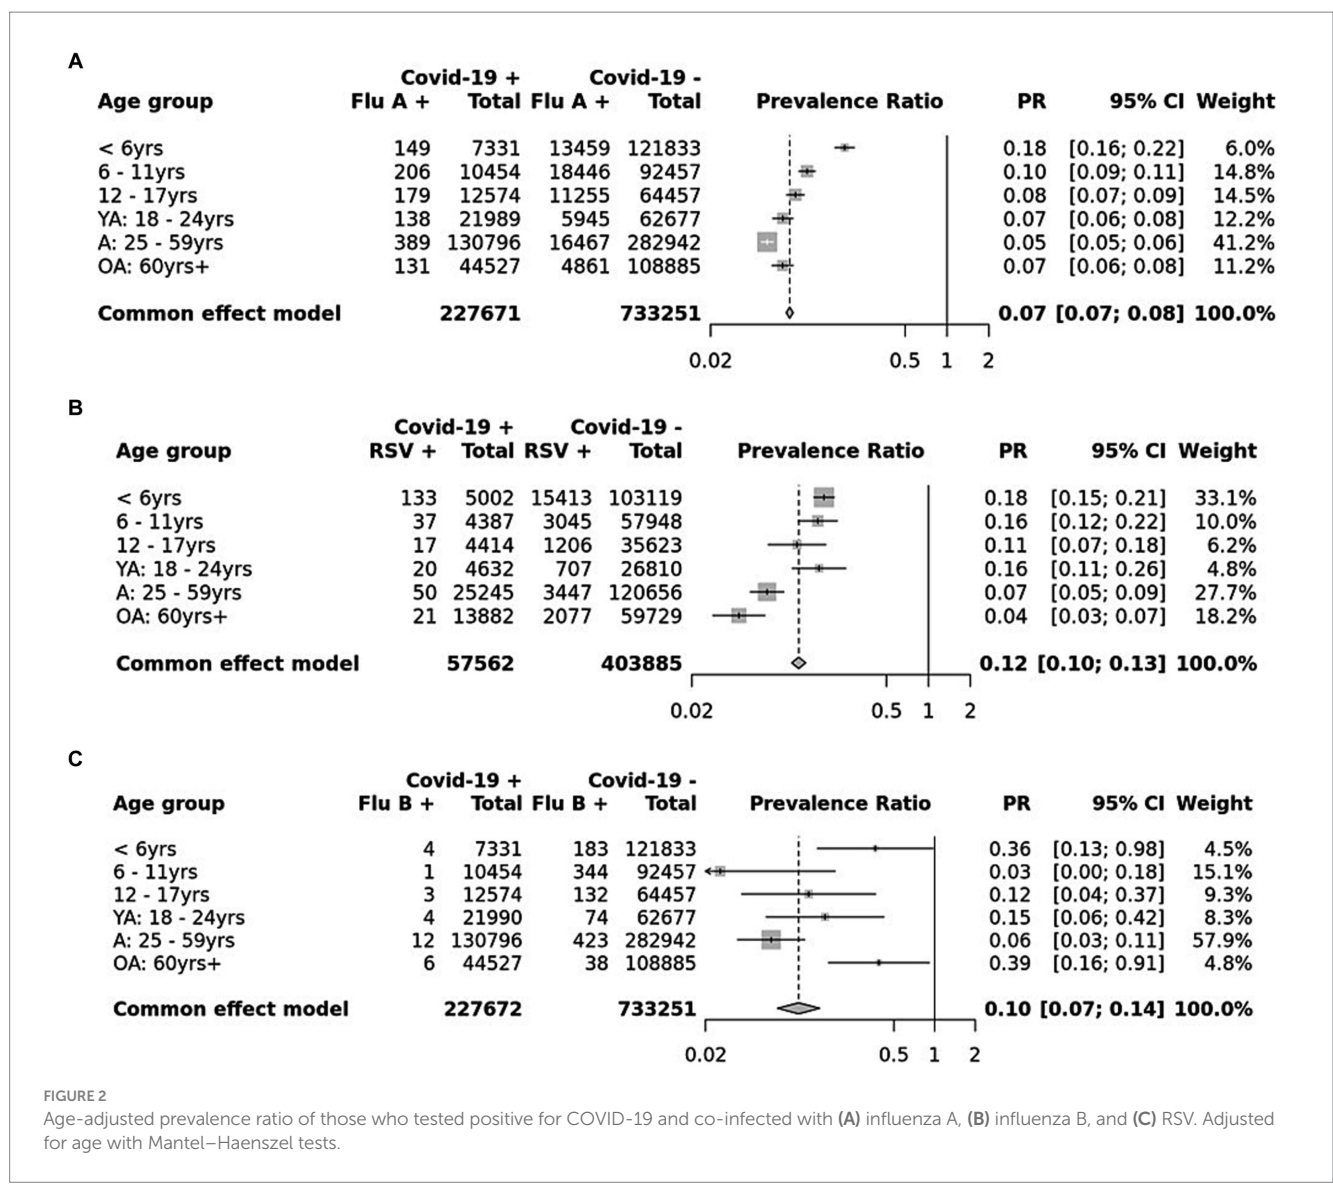 A
Covid-19 + Covid-19 -
Age group Flu A + Total Flu A + Total Prevalence Ratio PR 95% CI Weight
< 6yrs 149 7331 13459 121833 0.18 [0.16; 0.22] 6.0%
6 - 11yrs 206 10454 18446 92457 0.10 [0.09; 0.11] 14.8%
12 - 17yrs 179 12574 11255 64457 0.08 [0.07; 0.09] 14.5%
YA: 18 - 24yrs 138 21989 5945 62677 0.07 [0.06; 0.08] 12.2%
A: 25 - 59yrs 389 130796 16467 282942 0.05 [0.05; 0.06] 41.2%
OA: 60yrs+ 131 44527 4861 108885 0.07 [0.06; 0.08] 11.2%
Common effect model 227671 733251 0.07 [0.07; 0.08] 100.0%
0.02 0.5 1 2
B
Covid-19 + Covid-19 -
Age group RSV + Total RSV + Total Prevalence Ratio PR 95% CI Weight
< 6yrs 133 5002 15413 103119 0.18 [0.15; 0.21] 33.1%
6 - 11yrs 37 4387 3045 57948 0.16 [0.12; 0.22] 10.0%
12 - 17yrs 17 4414 1206 35623 0.11 [0.07; 0.18] 6.2%
YA: 18 - 24yrs 20 4632 707 26810 0.16 [0.11; 0.26] 4.8%
A: 25 - 59yrs 50 25245 3447 120656 0.07 [0.05; 0.09] 27.7%
OA: 60yrs+ 21 13882 2077 59729 0.04 [0.03; 0.07] 18.2%
Common effect model 57562 403885 0.12 [0.10; 0.13] 100.0%
0.02 0.5 1 2
C
Covid-19 + Covid-19 -
Age group Flu B + Total Flu B + Total Prevalence Ratio PR 95% CI Weight
< 6yrs 4 7331 183 121833 0.36 [0.13; 0.98] 4.5%
6 - 11yrs 1 10454 344 92457 0.03 [0.00; 0.18] 15.1%
12 - 17yrs 3 12574 132 64457 0.12 [0.04; 0.37] 9.3%
YA: 18 - 24yrs 4 21990 74 62677 0.15 [0.06; 0.42] 8.3%
A: 25 - 59yrs 12 130796 423 282942 0.06 [0.03; 0.11] 57.9%
OA: 60yrs+ 6 44527 38 108885 0.39 [0.16; 0.91] 4.8%
Common effect model 227672 733251 0.10 [0.07; 0.14] 100.0%
0.02 0.5 1 2
FIGURE 2
Age-adjusted prevalence ratio of those who tested positive for COVID-19 and co-infected with (A) influenza A, (B) influenza B, and (C) RSV. Adjusted
for age with Mantel–Haenszel tests.